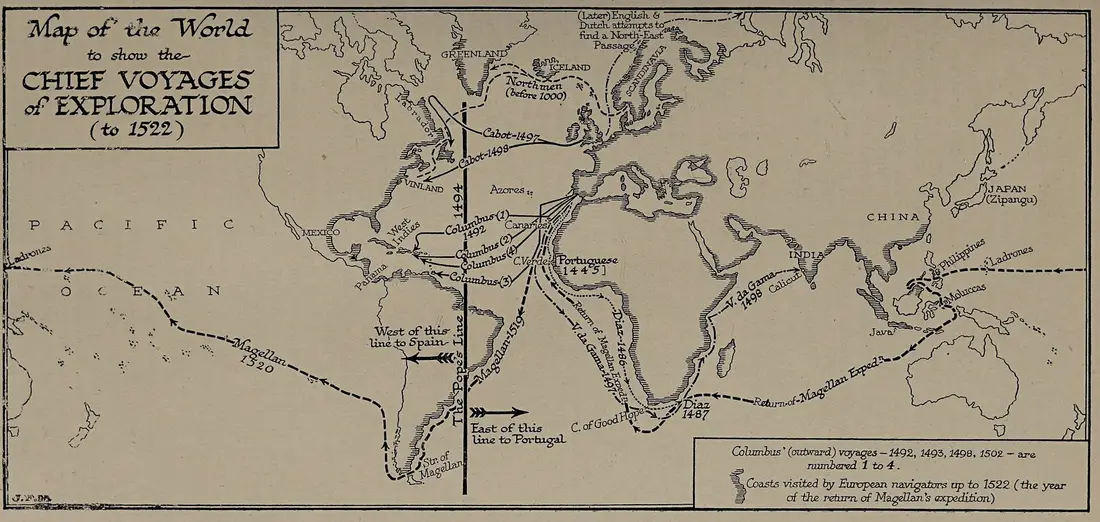 Map of the World
to show the
CHIEF VOYAGES
of EXPLORATION
(to 1522)
(Later) English &
Dutch attempts to
find a North-East
Passage
GREENLAND
ICELAND
Northmen
(before 1000)
SCANDINAVIA
Labrador
Cabot-1497
Cabot-1498
VINLAND
1494
Azores
PACIFIC
OCEAN
Ladrones
MEXICO
West
Indies
Columbus (1)
1492
Columbus (2)
Columbus (4)
Columbus (3)
Canaries
C. Verde
Portuguese
[1445]
Panama
JAPAN
(Zipangu)
CHINA
INDIA
Calicut
Philippines
Ladrones
Moluccas
Java
V. da Gama
1498
West of this
line to Spain
The Pope's Line
Magellan
1520
Magellan-1519
V. da Gama-1497
Return of Magellan Exped.n
Diaz-1486
Return of Magellan Exped.n
Diaz
1487
C. of Good Hope
East of this
line to Portugal
Str. of
Magellan
Columbus' (outward) voyages - 1492, 1493, 1498, 1502 - are
numbered 1 to 4.
Coasts visited by European navigators up to 1522 (the year
of the return of Magellan's expedition)